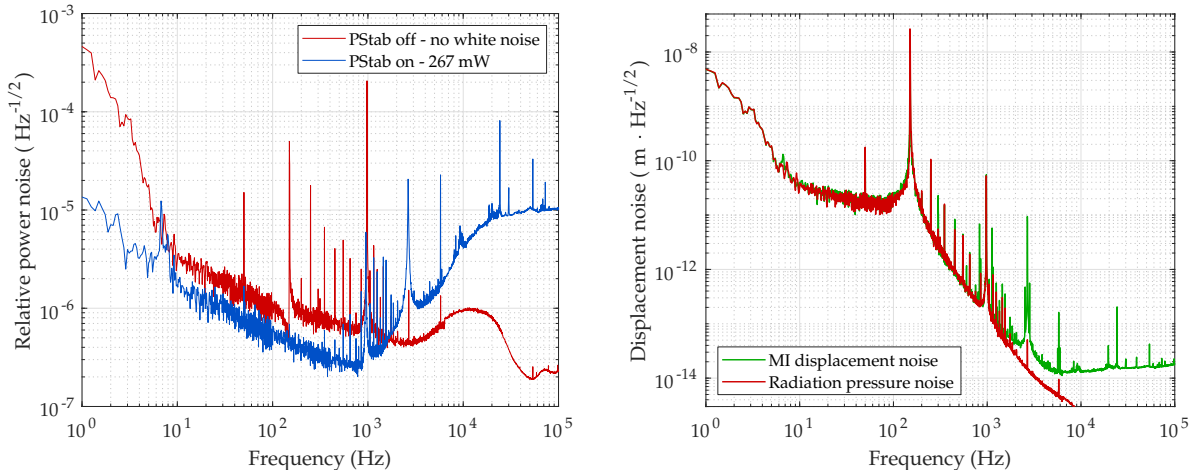 Relative power noise ( Hz^-1/2)
10^-3
10^-4
10^-5
10^-6
10^-7
PStab off - no white noise
PStab on - 267 mW
10^0 10^1 10^2 10^3 10^4 10^5
Frequency (Hz)
Displacement noise ( m · Hz^-1/2)
10^-8
10^-10
10^-12
10^-14
MI displacement noise
Radiation pressure noise
10^0 10^1 10^2 10^3 10^4 10^5
Frequency (Hz)